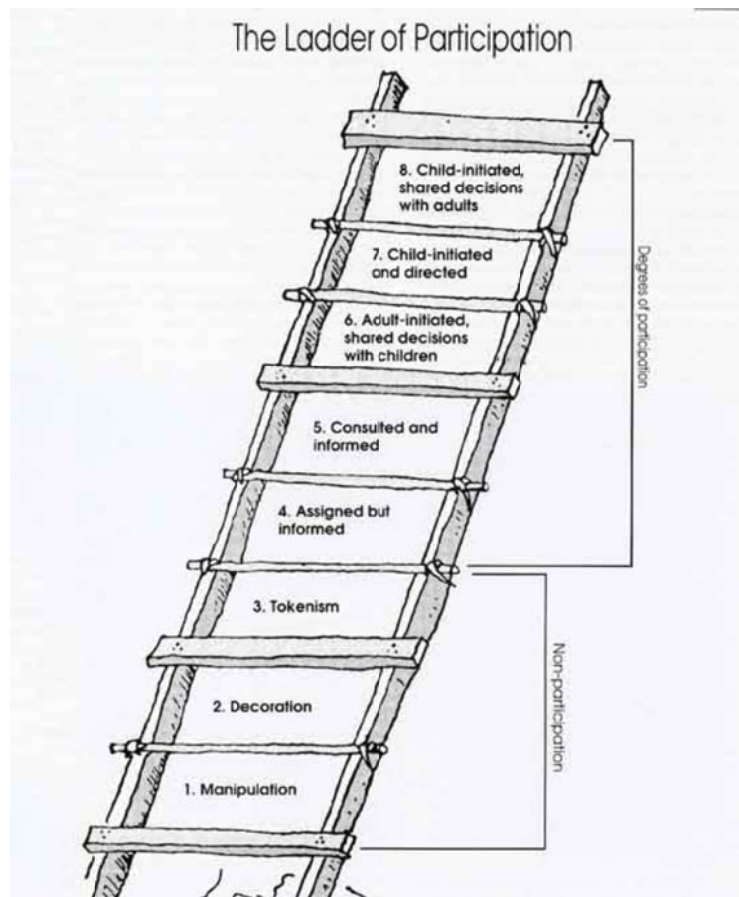 The Ladder of Participation
8. Child-initiated,
shared decisions
with adults
7. Child-initiated
and directed
6. Adult-initiated,
shared decisions
with children
5. Consulted and
informed
4. Assigned but
informed
3. Tokenism
2. Decoration
1. Manipulation
Degrees of participation
Non-participation